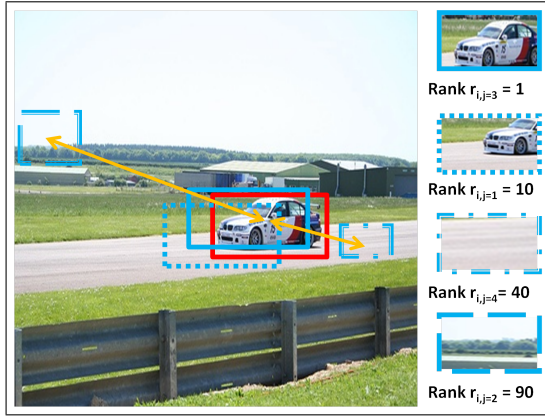 Rank r_{i,j=3} = 1
Rank r_{i,j=1} = 10
Rank r_{i,j=4} = 40
Rank r_{i,j=2} = 90